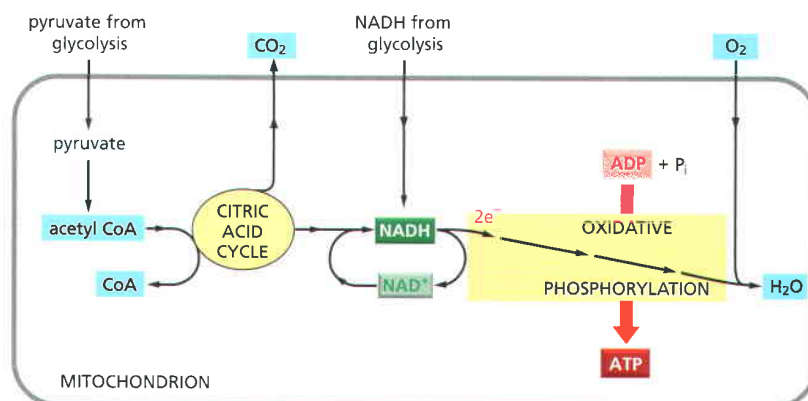 pyruvate from
glycolysis
CO₂
NADH from
glycolysis
O₂
pyruvate
ADP + Pᵢ
acetyl CoA
CITRIC
ACID
CYCLE
NADH
2e⁻
OXIDATIVE
CoA
NAD⁺
PHOSPHORYLATION
H₂O
ATP
MITOCHONDRION